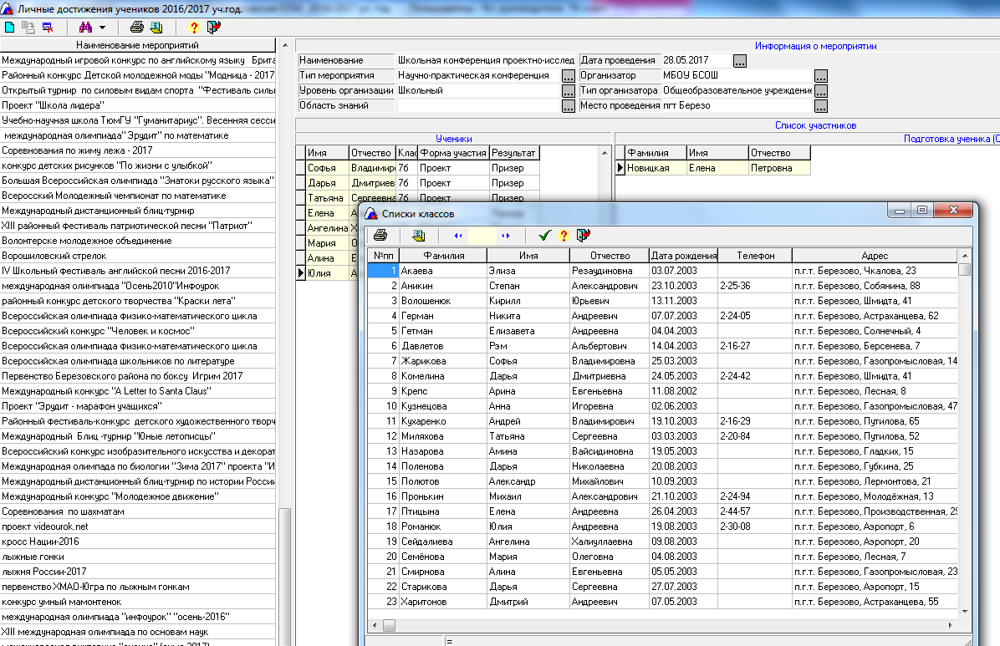 Личные достижения учеников 2016/2017 уч.год.
Наименование мероприятий
Международный игровой конкурс по английскому языку Брита
Районный конкурс Детской молодежной моды "Модница - 2017
Открытый турнир по силовым видам спорта "Фестиваль силы
Проект "Школа лидера"
Учебно-научная школа ТюмГУ "Гуманитариус". Весенняя сесси
международная олимпиада" Эрудит" по математике
Соревнования по жиму лежа - 2017
конкурс детских рисунков "По жизни с улыбкой"
Большая Всероссийская олимпиада "Знатоки русского языка"
Всеросский Молодежный чемпионат по математике
Международный дистанционный блиц-турнир
XIII районный фестиваль патриотической песни "Патриот"
Волонтерске молодежное объединение
Ворошиловский стрелок
IV Школьный фестиваль английской песни 2016-2017
международная олимпиада "Осень2010"Инфоурок
районный конкурс детского творчества "Краски лета"
Всероссийская олимпиада физико-математического цикла
Всероссийский конкурс "Человек и космос"
Всероссийская олимпиада физико-математического цикла
Всероссийская олимпиада школьников по литературе
Первенство Березовского района по боксу Игрим 2017
Международный конкурс "A Letter to Santa Claus"
Проект "Эрудит - марафон учащихся"
Районный фестиваль-конкурс детского художественного творч
Международный Блиц -турнир "Юные летописцы"
Всероссийский конкурс изобразительного искусства и декорат
Международная олимпада по биологии "Зима 2017" проекта "И
Международный дистанционный блиц-турнир по истории России
Международный конкурс "Молодежное движение"
Соревнования по шахматам
проект videourok.net
кросс Нации-2016
лыжные гонки
лыжня России-2017
первенство ХМАО-Югра по лыжным гонкам
конкурс умный мамонтенок
международная олимпиада "инфоурок" "осень-2016"
XIII международная олимпиада по основам наук
Информация о мероприятии
Наименование Школьная конференция проектно-исслед Дата проведения 28.05.2017 ...
Тип мероприятия Научно-практическая конференция ... Организатор МБОУ БСОШ ...
Уровень организации Школьный ... Тип организатора Общеобразовательное учреждение ...
Область знаний ... Место проведения пгт Березо ...
Список участников
Ученики
Имя Отчество Клас Форма участия Результат
Софья Владимиро 7б Проект Призер
Дарья Дмитриев 7б Проект Призер
Татьяна Сергеевна 7б Проект Призер
Елена А
Ангелина Х
Мария О
Алина Е
Юлия А
Подготовка ученика (С
Фамилия Имя Отчество
Новицкая Елена Петровна
Списки классов
№пп Фамилия Имя Отчество Дата рождения Телефон Адрес
1 Акаева Элиза Резаудиновна 03.07.2003 п.г.т. Березово, Чкалова, 23
2 Аникин Степан Александрович 23.10.2003 2-25-36 п.г.т. Березово, Собянина, 88
3 Волошенюк Кирилл Юрьевич 13.11.2003 п.г.т. Березово, Шмидта, 41
4 Герман Никита Андреевич 07.07.2003 2-24-05 п.г.т. Березово, Астраханцева, 62
5 Гетман Елизавета Андреевна 04.04.2003 п.г.т. Березово, Солнечный, 4
6 Давлетов Рэм Альбертович 14.04.2003 2-16-27 п.г.т. Березово, Берсенева, 7
7 Жарикова Софья Владимировна 25.03.2003 п.г.т. Березово, Газопромысловая, 14
8 Комелина Дарья Дмитриевна 24.05.2003 2-24-42 п.г.т. Березово, Шмидта, 41
9 Крепс Арина Евгеньевна 11.08.2002 п.г.т. Березово, Лесная, 8
10 Кузнецова Анна Игоревна 02.06.2003 п.г.т. Березово, Газопромысловая, 47
11 Кухаренко Андрей Владимирович 19.10.2003 2-16-29 п.г.т. Березово, Путилова, 65
12 Миляхова Татьяна Сергеевна 03.03.2003 2-20-84 п.г.т. Березово, Путилова, 52
13 Назарова Амина Вайсидиновна 19.05.2003 п.г.т. Березово, Гладких, 15
14 Поленова Дарья Николаевна 20.08.2003 п.г.т. Березово, Губкина, 25
15 Полютов Александр Михайлович 10.09.2003 п.г.т. Березово, Лермонтова, 21
16 Пронькин Михаил Александрович 21.10.2003 2-24-94 п.г.т. Березово, Молодёжная, 13
17 Птицына Елена Андреевна 26.04.2003 2-44-57 п.г.т. Березово, Производственная, 29
18 Романюк Юлия Андреевна 19.08.2003 2-30-08 п.г.т. Березово, Аэропорт, 6
19 Сейдалиева Ангелина Халиуллаевна 09.08.2003 п.г.т. Березово, Аэропорт, 20
20 Семёнова Мария Олеговна 04.08.2003 п.г.т. Березово, Лесная, 7
21 Смирнова Алина Евгеньевна 05.05.2003 п.г.т. Березово, Газопромысловая, 23
22 Старикова Дарья Сергеевна 27.07.2003 п.г.т. Березово, Аэропорт, 15
23 Харитонов Дмитрий Андреевич 07.05.2003 п.г.т. Березово, Астраханцева, 55
=